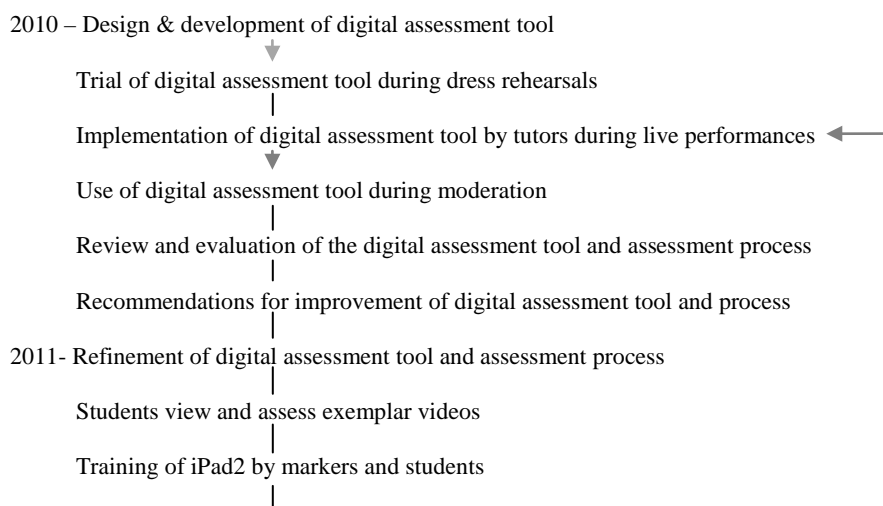 2010 – Design & development of digital assessment tool
Trial of digital assessment tool during dress rehearsals
Implementation of digital assessment tool by tutors during live performances
Use of digital assessment tool during moderation
Review and evaluation of the digital assessment tool and assessment process
Recommendations for improvement of digital assessment tool and process
2011- Refinement of digital assessment tool and assessment process
Students view and assess exemplar videos
Training of iPad2 by markers and students